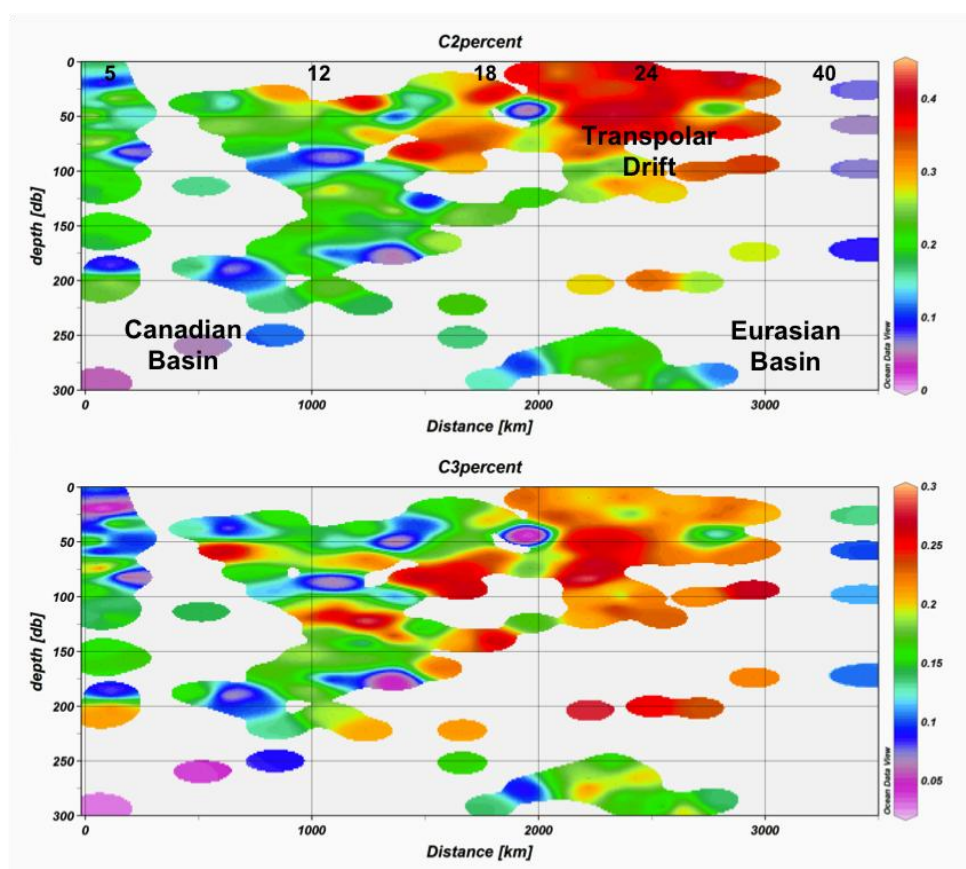 C2percent
5 12 18 24 40
0
50
100
150
200
250
300
depth [db]
Transpolar
Drift
Canadian
Basin
Eurasian
Basin
0 1000 2000 3000
Distance [km]
0.4
0.3
0.2
0.1
0
Ocean Data View
C3percent
0
50
100
150
200
250
300
depth [db]
0 1000 2000 3000
Distance [km]
0.3
0.25
0.2
0.15
0.1
0.05
Ocean Data View